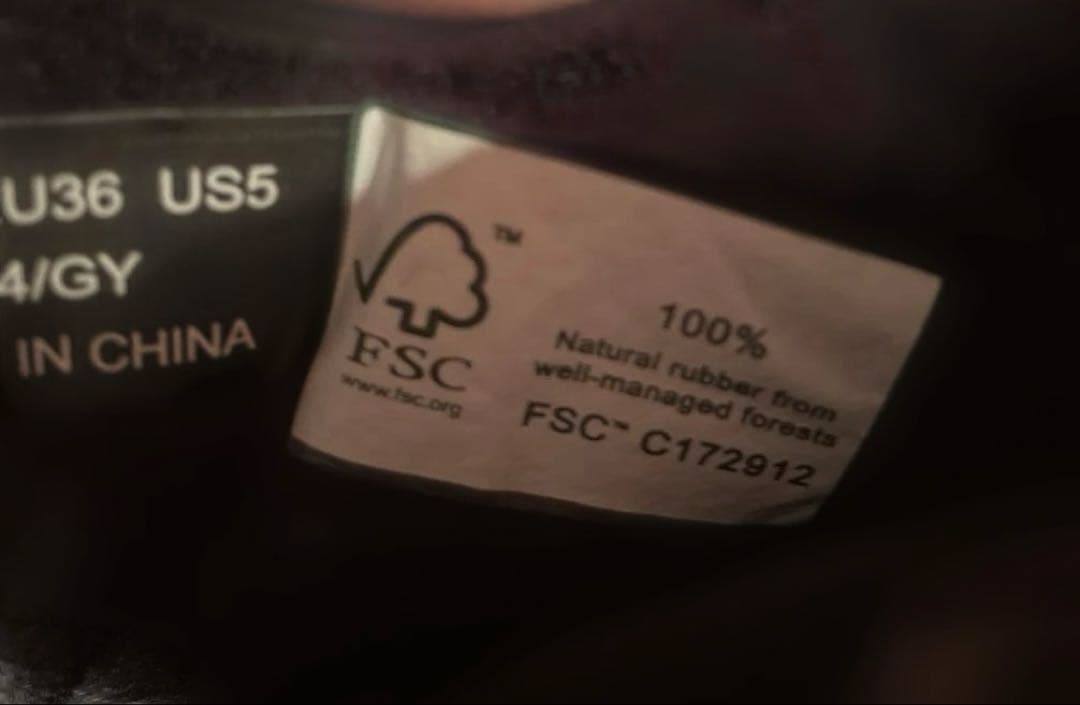 U36 US5
4/GY
IN CHINA
TM
FSC
www.fsc.org
100%
Natural rubber from
well-managed forests
FSC™ C172912